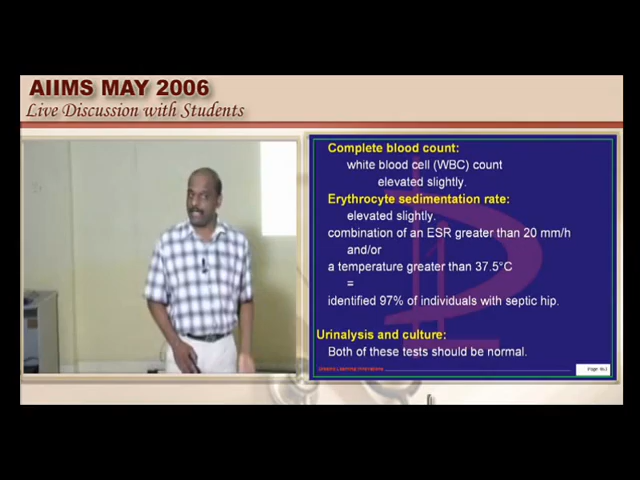 AIIMS MAY 2006
Live Discussion with Students
Complete blood count:
white blood cell (WBC) count
elevated slightly.
Erythrocyte sedimentation rate:
elevated slightly.
combination of an ESR greater than 20 mm/h
and/or
a temperature greater than 37.5°C
=
identified 97% of individuals with septic hip.
Urinalysis and culture:
Both of these tests should be normal.